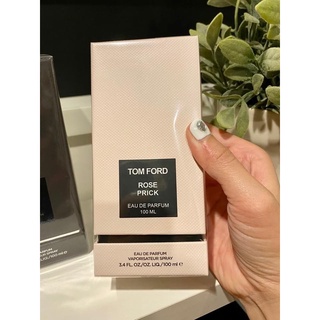 TOM FORD
ROSE
PRICK
EAU DE PARFUM
100 ML
EAU DE PARFUM
VAPORISATEUR SPRAY
3.4 FL.OZ./OZ.LIQ./100 ml ℮